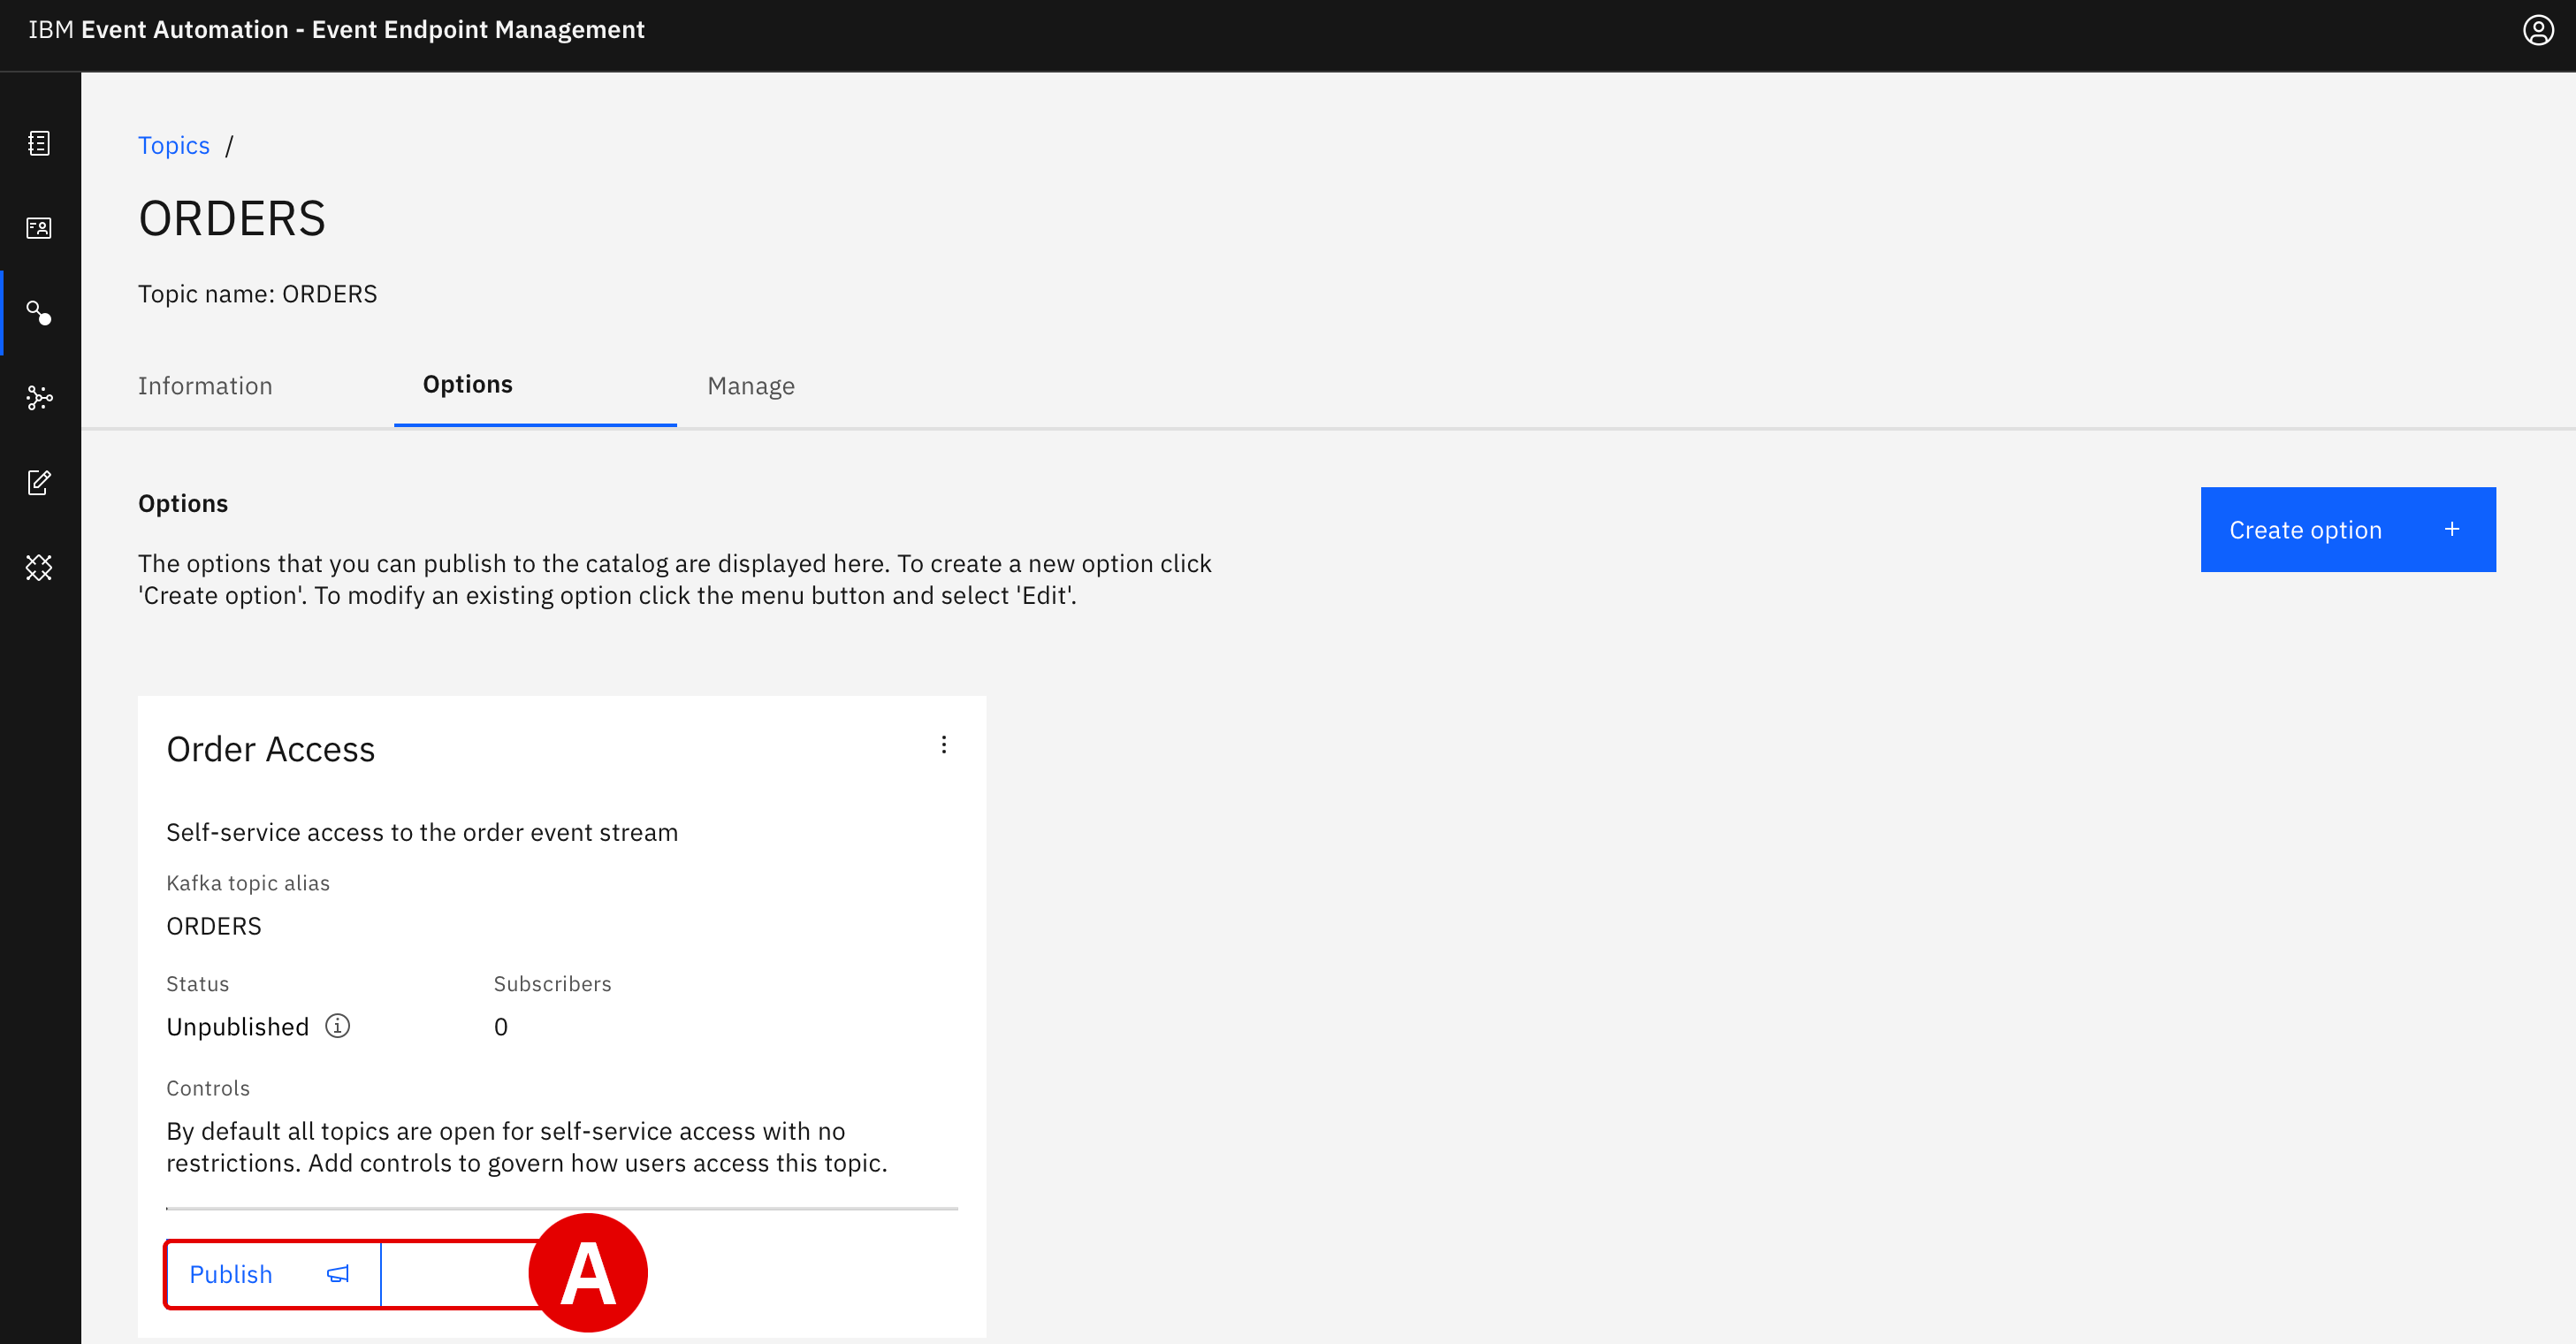 IBM Event Automation - Event Endpoint Management
Topics /
ORDERS
Topic name: ORDERS
Information Options Manage
Options
Create option +
The options that you can publish to the catalog are displayed here. To create a new option click
'Create option'. To modify an existing option click the menu button and select 'Edit'.
Order Access
Self-service access to the order event stream
Kafka topic alias
ORDERS
Status Subscribers
Unpublished 0
Controls
By default all topics are open for self-service access with no
restrictions. Add controls to govern how users access this topic.
Publish
A